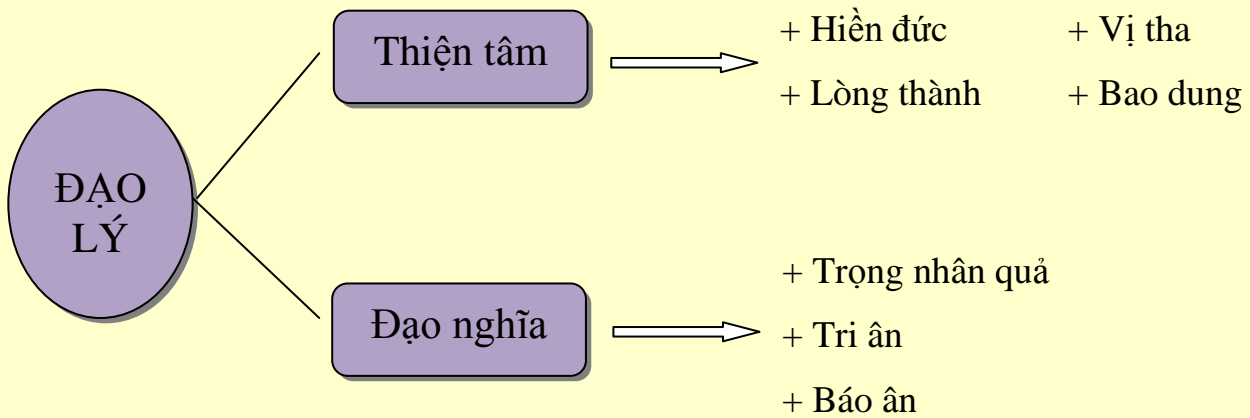 ĐẠO
LÝ
Thiện tâm
+ Hiền đức + Vị tha
+ Lòng thành + Bao dung
Đạo nghĩa
+ Trọng nhân quả
+ Tri ân
+ Báo ân